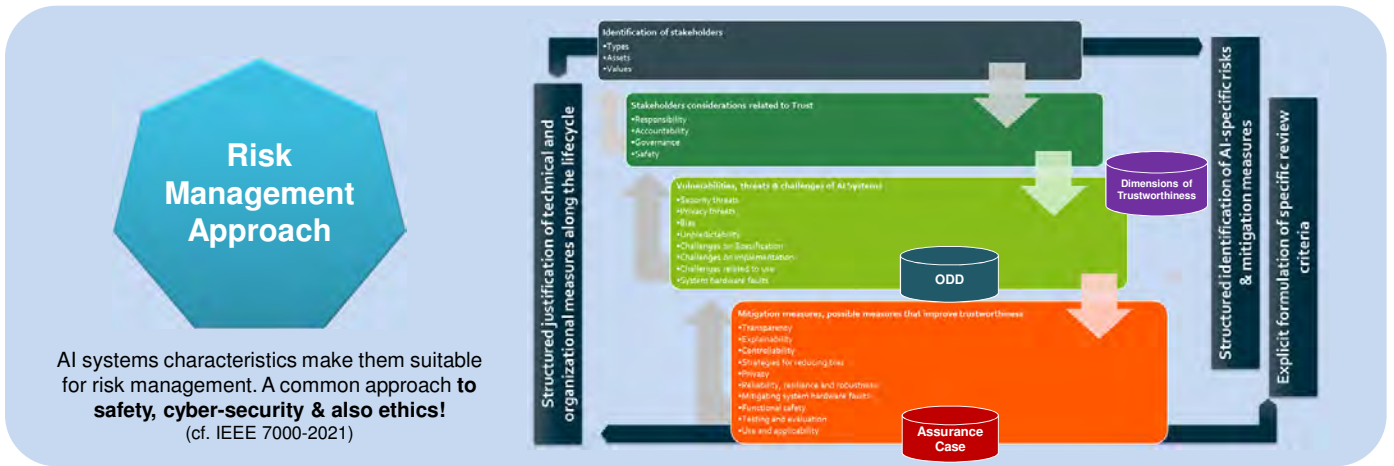 Risk
Management
Approach
AI systems characteristics make them suitable
for risk management. A common approach to
safety, cyber-security & also ethics!
(cf. IEEE 7000-2021)
Structured justification of technical and
organizational measures along the lifecycle
Identification of stakeholders
•Types
•Assets
•Values
Stakeholders considerations related to Trust
•Responsibility
•Accountability
•Governance
•Safety
Vulnerabilities, threats & challenges of AI Systems
•Security threats
•Privacy threats
•Bias
•Unpredictability
•Challenges on Specification
•Challenges on implementation
•Challenges related to use
•System hardware faults
Mitigation measures, possible measures that improve trustworthiness
•Transparency
•Explainability
•Controllability
•Strategies for reducing bias
•Privacy
•Reliability, resilience and robustness
•Mitigating system hardware faults
•Functional safety
•Testing and evaluation
•Use and applicability
Dimensions of
Trustworthiness
ODD
Assurance
Case
Structured identification of AI-specific risks
& mitigation measures
Explicit formulation of specific review
criteria